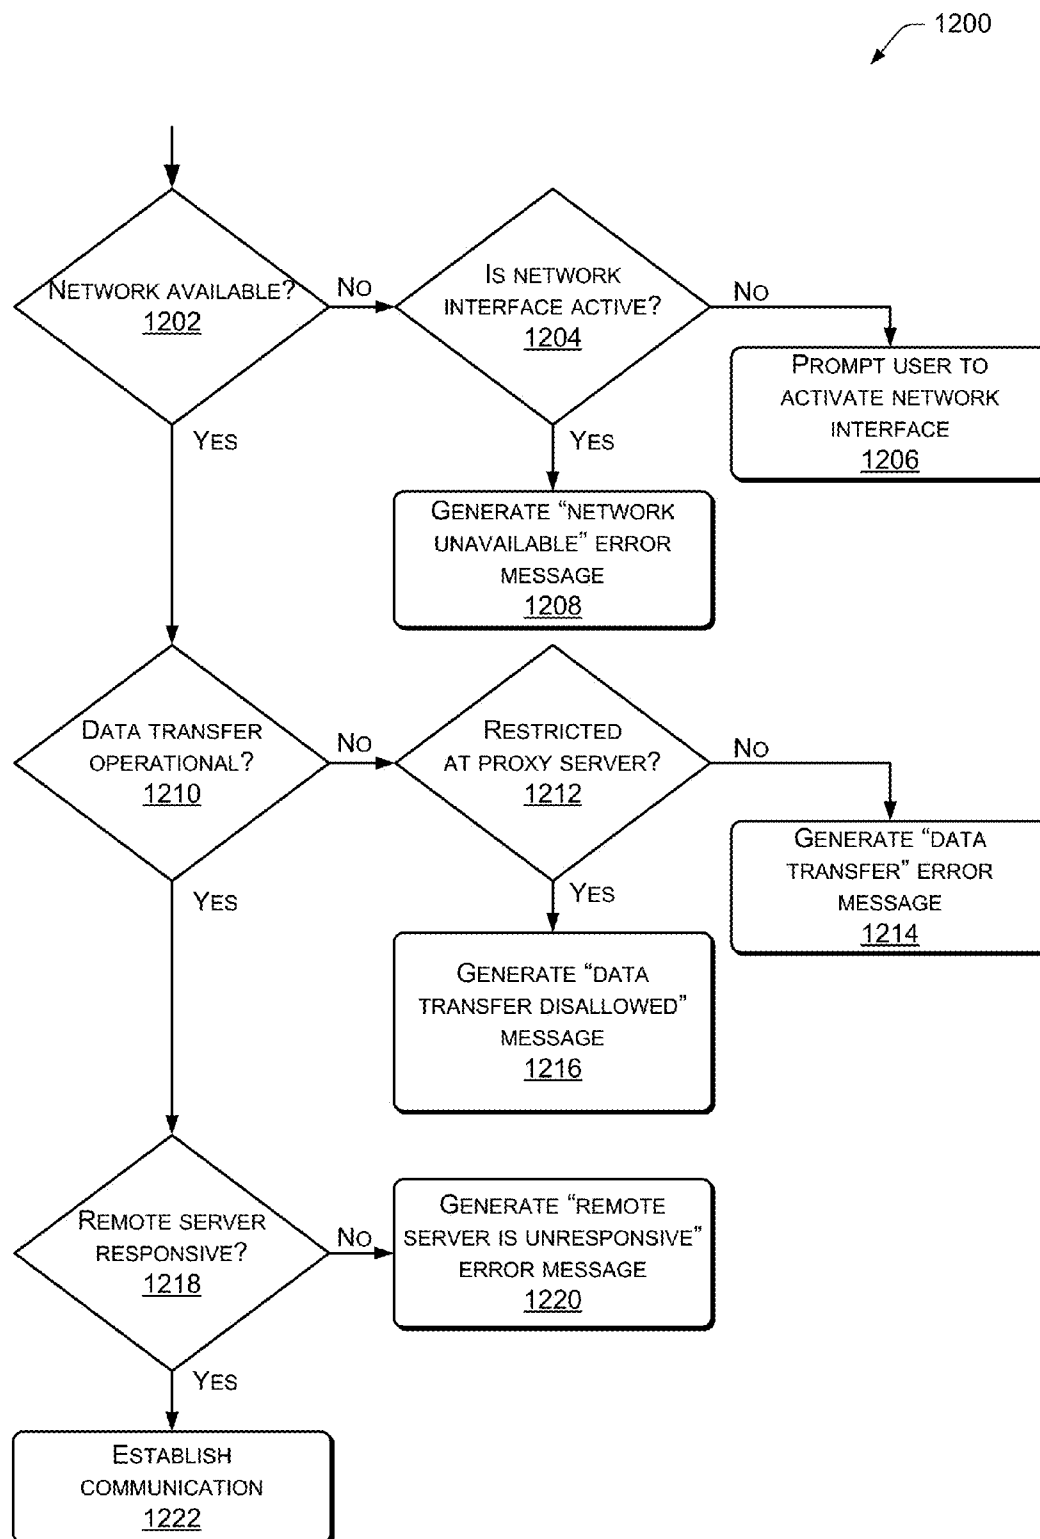 1200
NETWORK AVAILABLE?
1202
NO
IS NETWORK
INTERFACE ACTIVE?
1204
NO
PROMPT USER TO
ACTIVATE NETWORK
INTERFACE
1206
YES
YES
GENERATE “NETWORK
UNAVAILABLE” ERROR
MESSAGE
1208
DATA TRANSFER
OPERATIONAL?
1210
NO
RESTRICTED
AT PROXY SERVER?
1212
NO
GENERATE “DATA
TRANSFER” ERROR
MESSAGE
1214
YES
YES
GENERATE “DATA
TRANSFER DISALLOWED”
MESSAGE
1216
REMOTE SERVER
RESPONSIVE?
1218
NO
GENERATE “REMOTE
SERVER IS UNRESPONSIVE”
ERROR MESSAGE
1220
YES
ESTABLISH
COMMUNICATION
1222